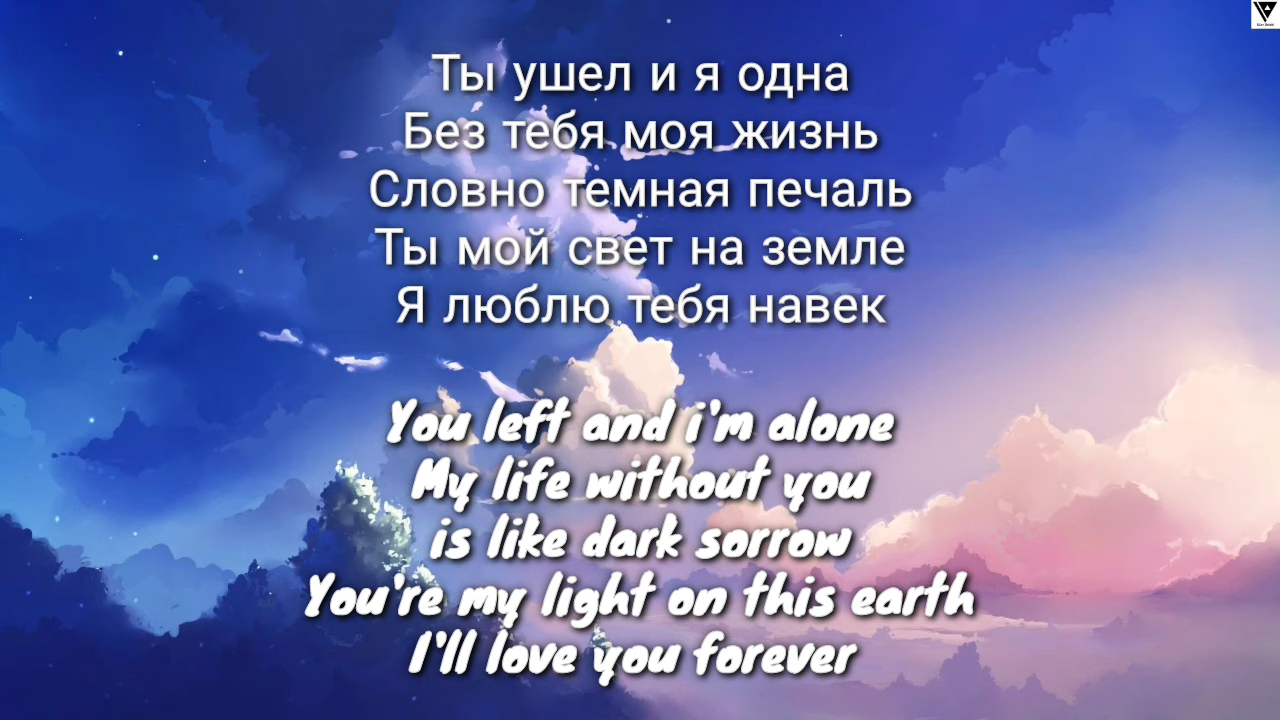 Ты ушел и я одна
Без тебя моя жизнь
Словно темная печаль
Ты мой свет на земле
Я люблю тебя навек
You left and i'm alone
My life without you
is like dark sorrow
You're my light on this earth
I'll love you forever